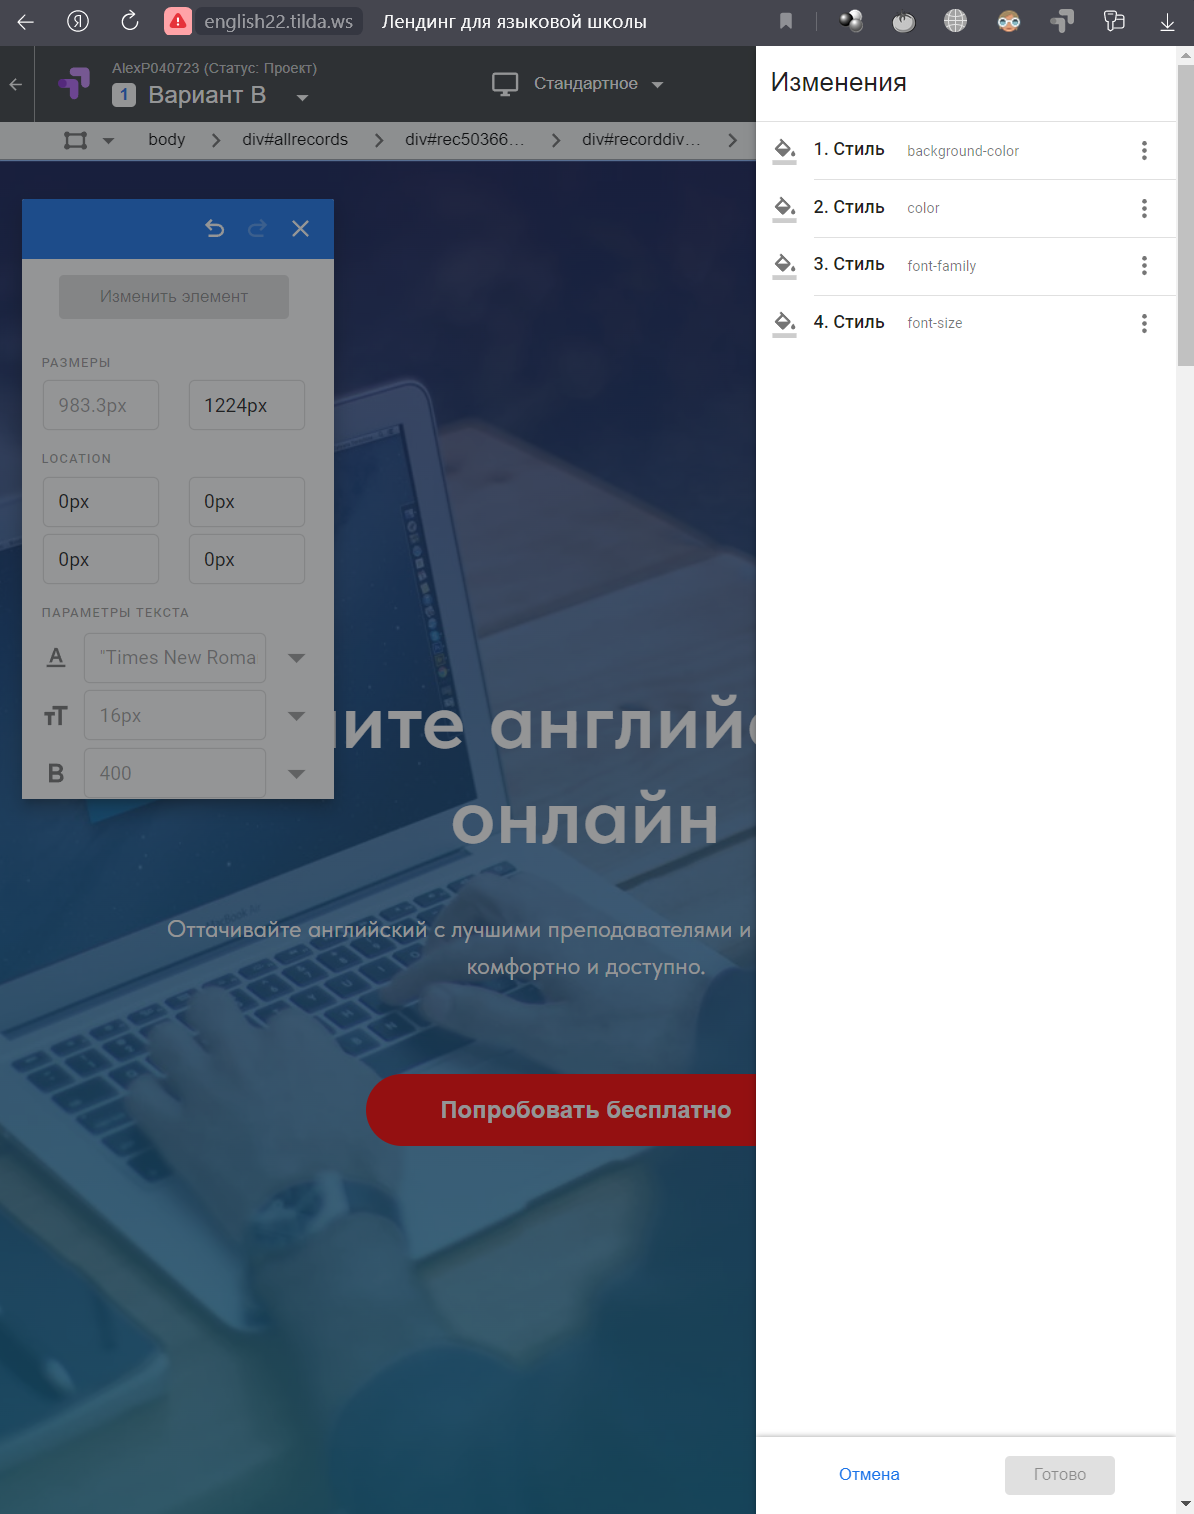 english22.tilda.ws Лендинг для языковой школы
AlexP040723 (Статус: Проект)
1 Вариант B
Стандартное
body
div#allrecords
div#rec50366...
div#recorddiv...
Изменить элемент
РАЗМЕРЫ
983.3px
1224px
LOCATION
0px
0px
0px
0px
ПАРАМЕТРЫ ТЕКСТА
"Times New Roma
16px
B 400
ите англий
онлайн
Оттачивайте английский с лучшими преподавателями и
комфортно и доступно.
Попробовать бесплатно
Изменения
1. Стиль background-color
2. Стиль color
3. Стиль font-family
4. Стиль font-size
Отмена
Готово